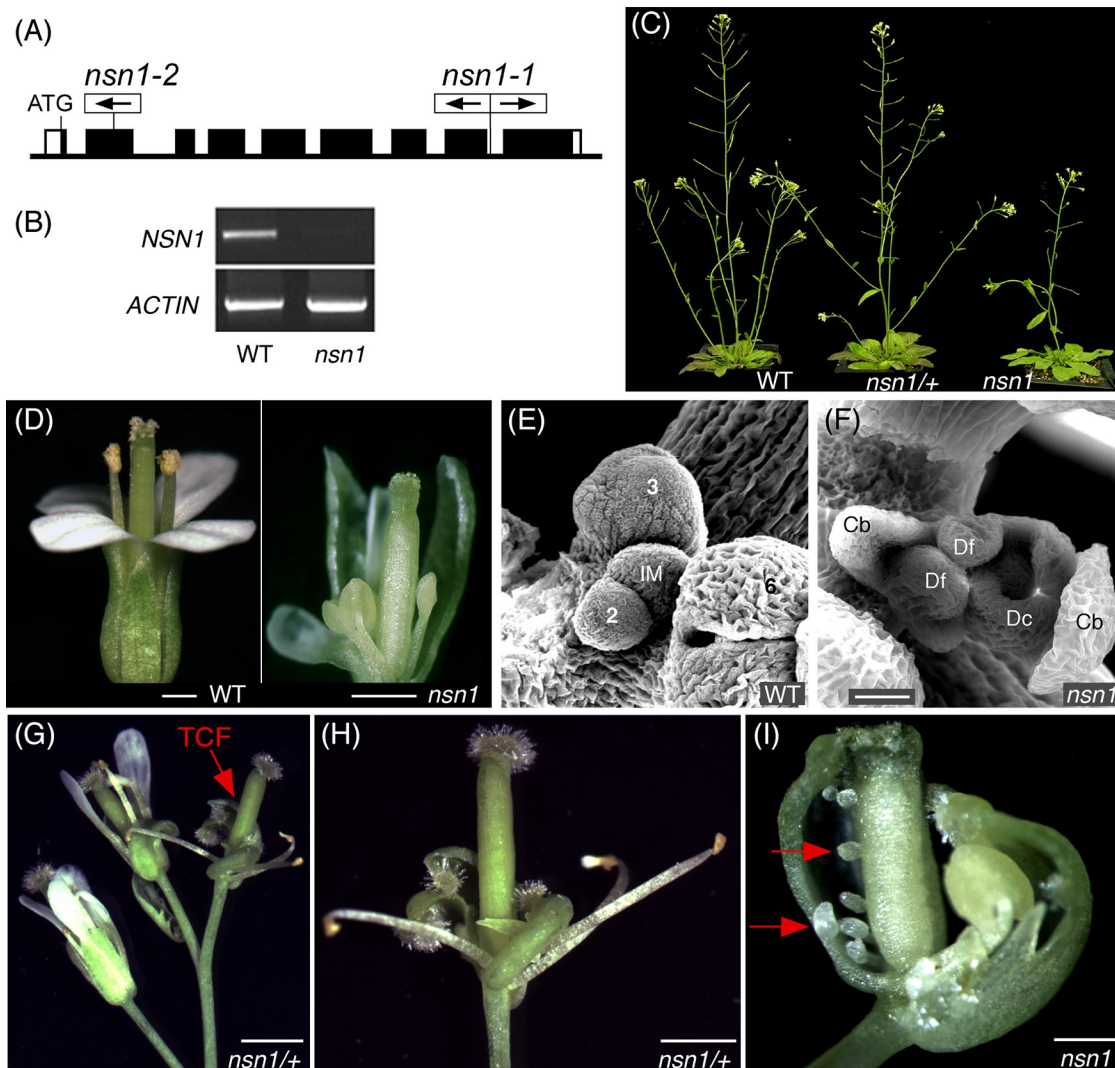 (A)
nsn1-2
nsn1-1
ATG
(B)
NSN1
ACTIN
WT nsn1
(C)
WT nsn1/+ nsn1
(D)
WT
nsn1
(E)
3
IM
2
6
WT
(F)
Cb
Df
Df
Dc
Cb
nsn1
(G)
TCF
nsn1/+
(H)
nsn1/+
(I)
nsn1